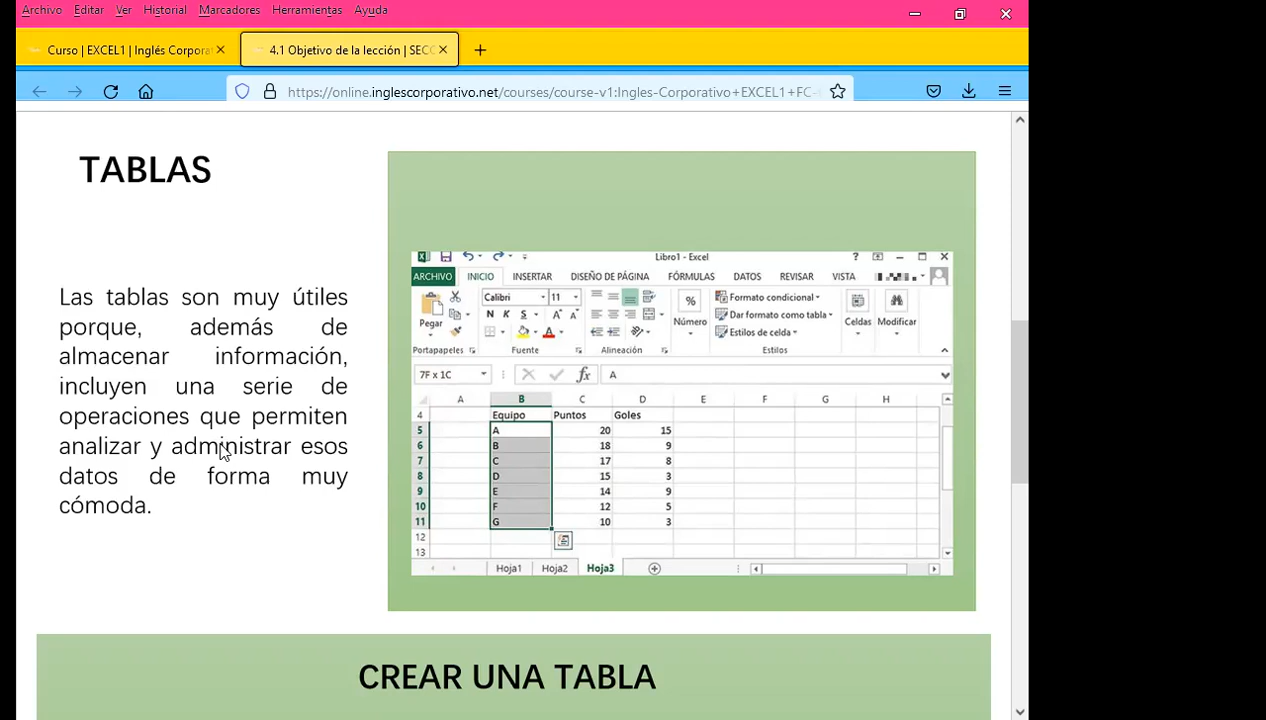 Archivo Editar Ver Historial Marcadores Herramientas Ayuda
Curso | EXCEL1 | Inglés Corpora
4.1 Objetivo de la lección | SECC
https://online.inglescorporativo.net/courses/course-v1:Ingles-Corporativo+EXCEL1+FC-
TABLAS
Las tablas son muy útiles
porque, además de
almacenar información,
incluyen una serie de
operaciones que permiten
analizar y administrar esos
datos de forma muy
cómoda.
Libro1 - Excel
ARCHIVO INICIO INSERTAR DISEÑO DE PÁGINA FÓRMULAS DATOS REVISAR VISTA
Calibri 11 Formato condicional
Pegar N K S A A Número Dar formato como tabla Celdas Modificar
A Estilos de celda
Portapapeles Fuente Alineación Estilos
7F x 1C fx A
A B C D E F G H
4 Equipo Puntos Goles
5 A 20 15
6 B 18 9
7 C 17 8
8 D 15 3
9 E 14 9
10 F 12 5
11 G 10 3
12
13
Hoja1 Hoja2 Hoja3
CREAR UNA TABLA